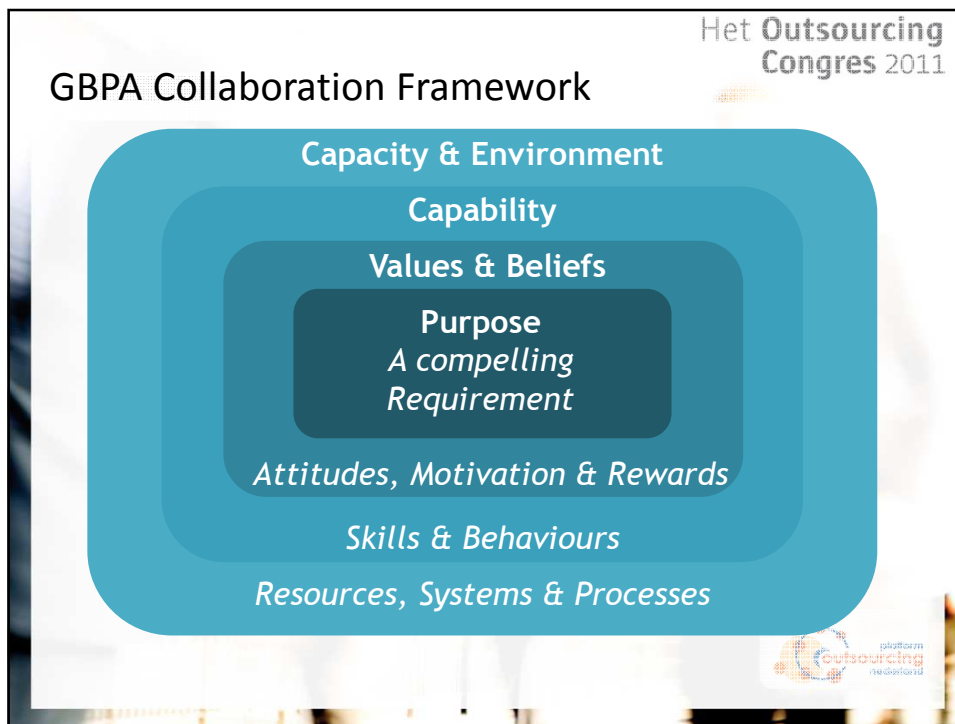 Het Outsourcing
Congres 2011
GBPA Collaboration Framework
Capacity & Environment
Capability
Values & Beliefs
Purpose
A compelling
Requirement
Attitudes, Motivation & Rewards
Skills & Behaviours
Resources, Systems & Processes
platform
outsourcing
nederland